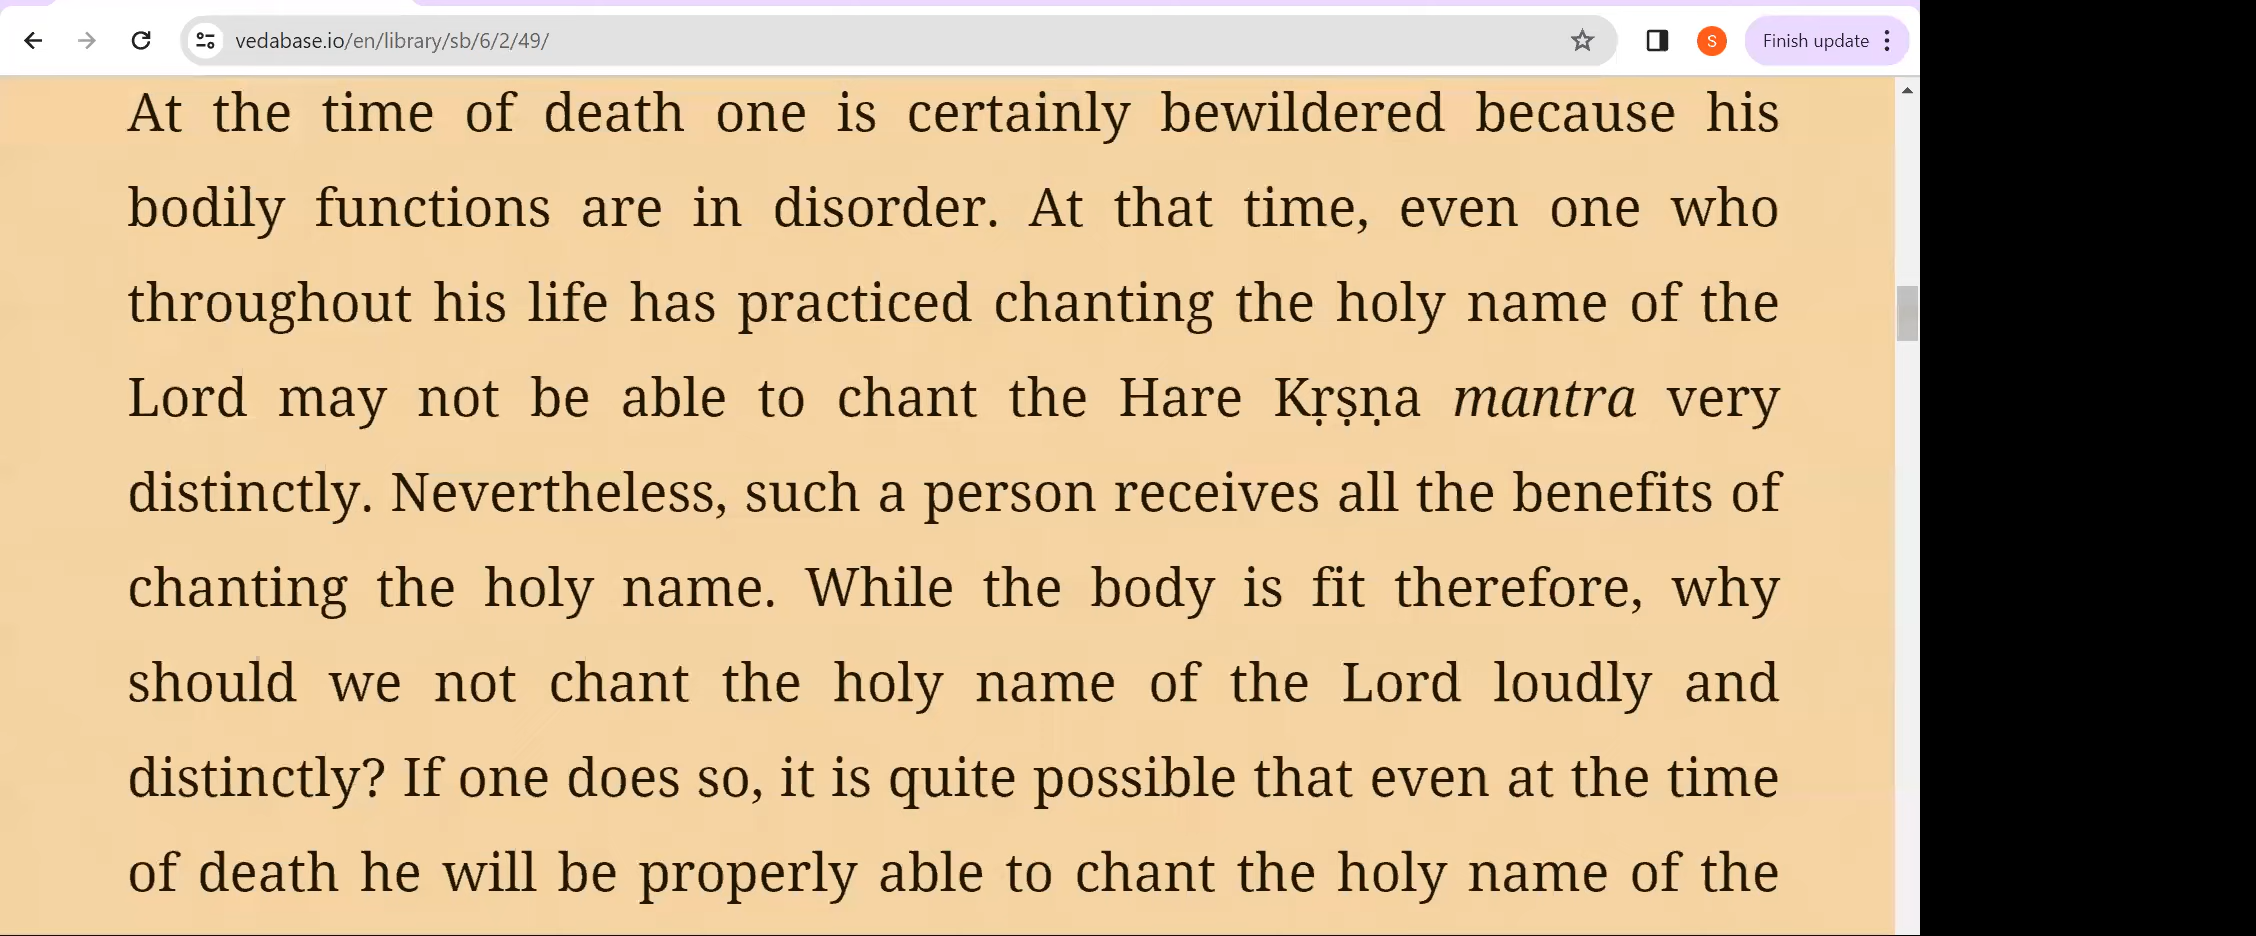 vedabase.io/en/library/sb/6/2/49/
S
Finish update
At the time of death one is certainly bewildered because his
bodily functions are in disorder. At that time, even one who
throughout his life has practiced chanting the holy name of the
Lord may not be able to chant the Hare Kṛṣṇa mantra very
distinctly. Nevertheless, such a person receives all the benefits of
chanting the holy name. While the body is fit therefore, why
should we not chant the holy name of the Lord loudly and
distinctly? If one does so, it is quite possible that even at the time
of death he will be properly able to chant the holy name of the